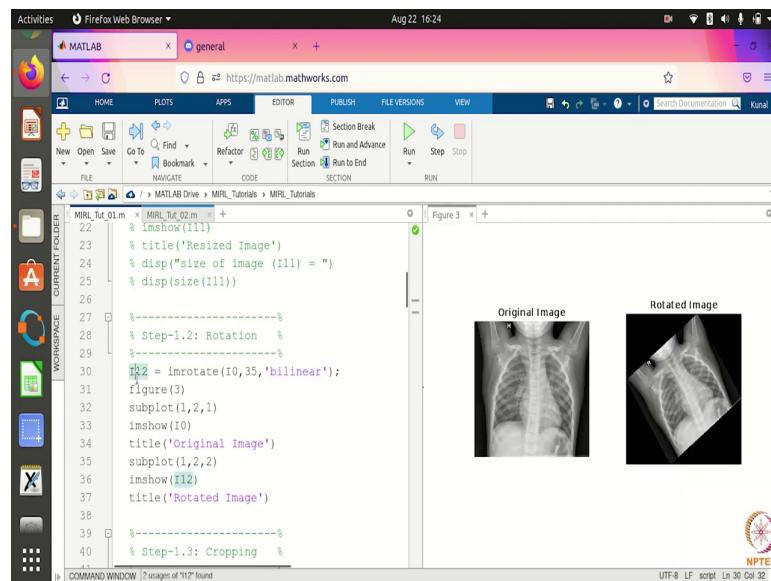 Activities Firefox Web Browser Aug 22 16:24
MATLAB × general × +
https://matlab.mathworks.com
HOME PLOTS APPS EDITOR PUBLISH FILE VERSIONS VIEW Search Documentation Kunal
New Open Save Go To Find Bookmark Refactor Run Section Section Break Run and Advance Run to End Run Step Stop
FILE NAVIGATE CODE SECTION RUN
/ › MATLAB Drive › MIRL_Tutorials › MIRL_Tutorials
CURRENT FOLDER
WORKSPACE
MIRL_Tut_01.m × MIRL_Tut_02.m × +
22 % imshow(I11)
23 % title('Resized Image')
24 % disp("size of image (I11) = ")
25 % disp(size(I11))
26
27 %----------------------%
28 % Step-1.2: Rotation %
29 %----------------------%
30 I12 = imrotate(I0,35,'bilinear');
31 figure(3)
32 subplot(1,2,1)
33 imshow(I0)
34 title('Original Image')
35 subplot(1,2,2)
36 imshow(I12)
37 title('Rotated Image')
38
39 %----------------------%
40 % Step-1.3: Cropping %
Figure 3 × +
Original Image
Rotated Image
NPTE
COMMAND WINDOW 2 usages of "I12" found UTF-8 LF script Ln 30 Col 32